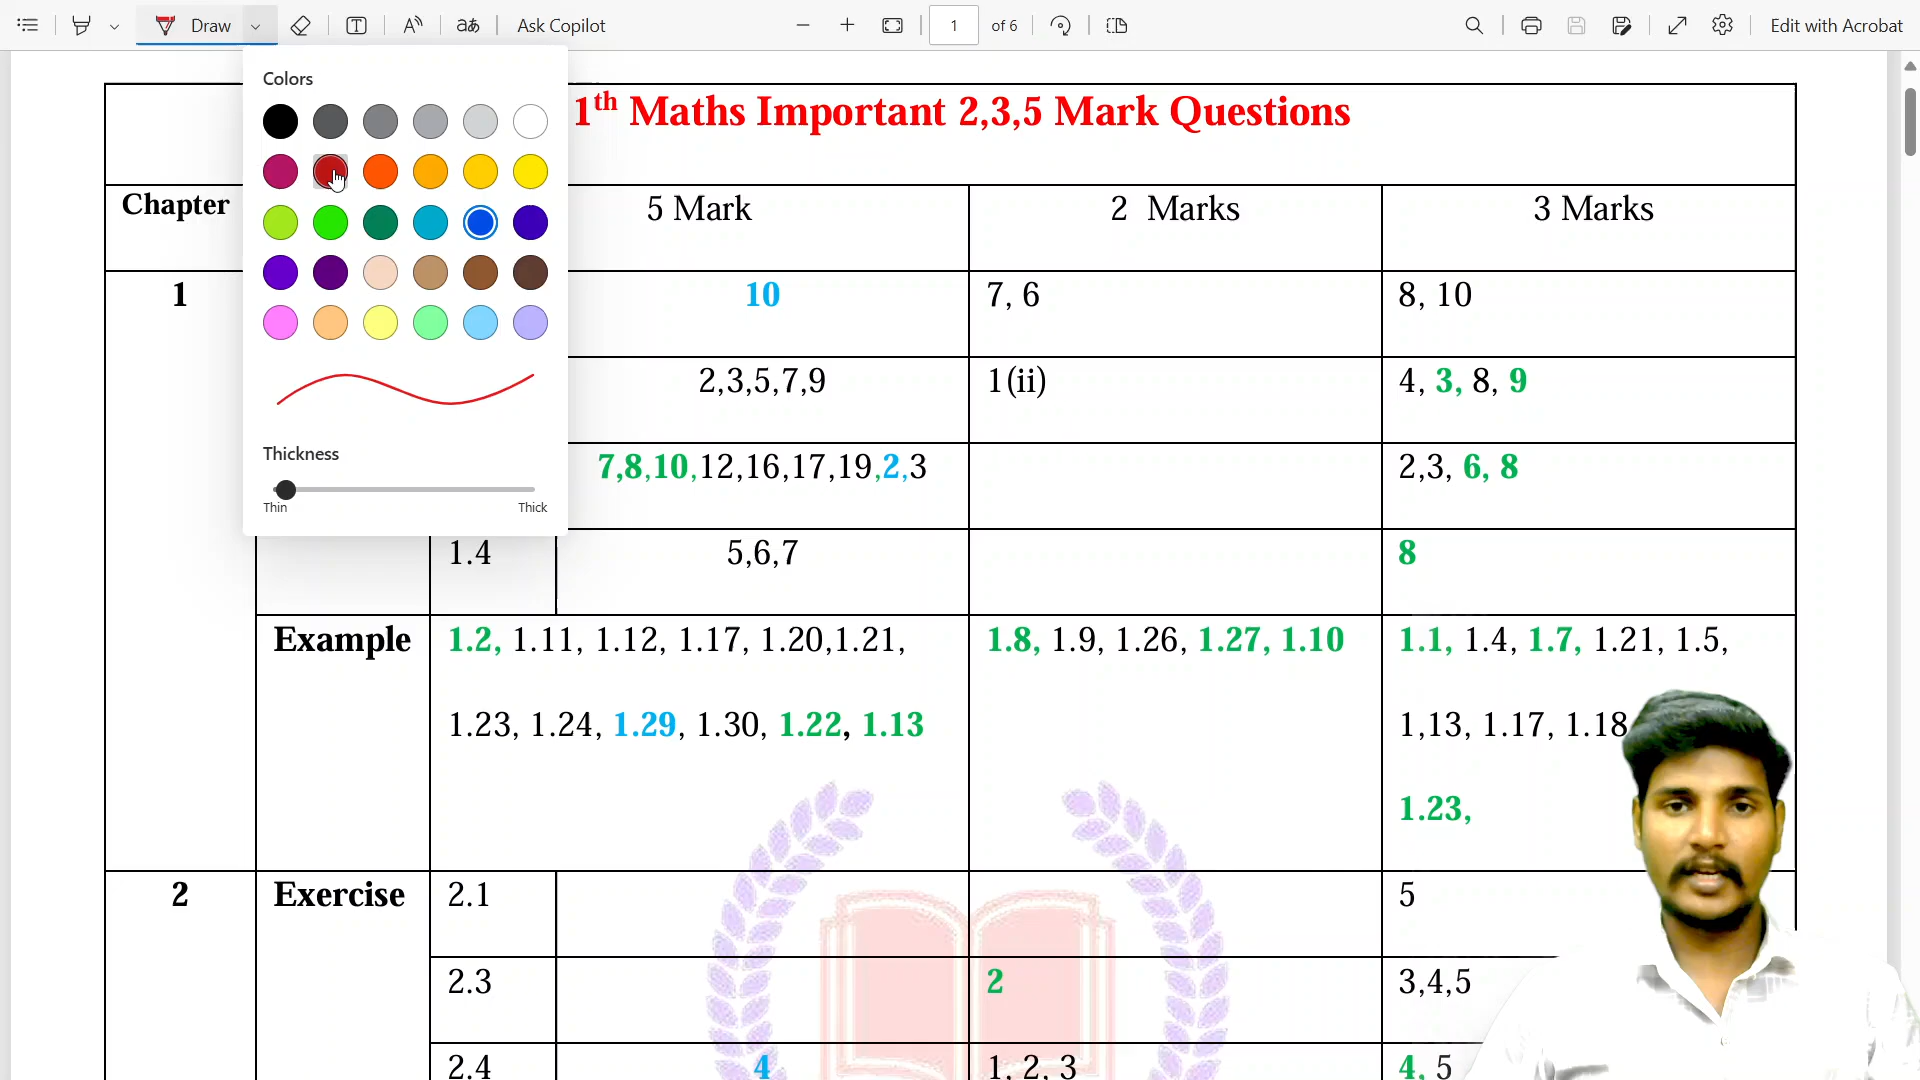 Draw
Ask Copilot
1
of 6
Edit with Acrobat
Colors
Thickness
Thin
Thick
1th Maths Important 2,3,5 Mark Questions
Chapter
5 Mark
2 Marks
3 Marks
1
10
7, 6
8, 10
2,3,5,7,9
1(ii)
4, 3, 8, 9
7,8,10,12,16,17,19,2,3
2,3, 6, 8
1.4
5,6,7
8
Example
1.2, 1.11, 1.12, 1.17, 1.20,1.21,
1.8, 1.9, 1.26, 1.27, 1.10
1.1, 1.4, 1.7, 1.21, 1.5,
1.23, 1.24, 1.29, 1.30, 1.22, 1.13
1,13, 1.17, 1.18
1.23,
2
Exercise
2.1
5
2.3
2
3,4,5
2.4
4
1, 2, 3
4, 5